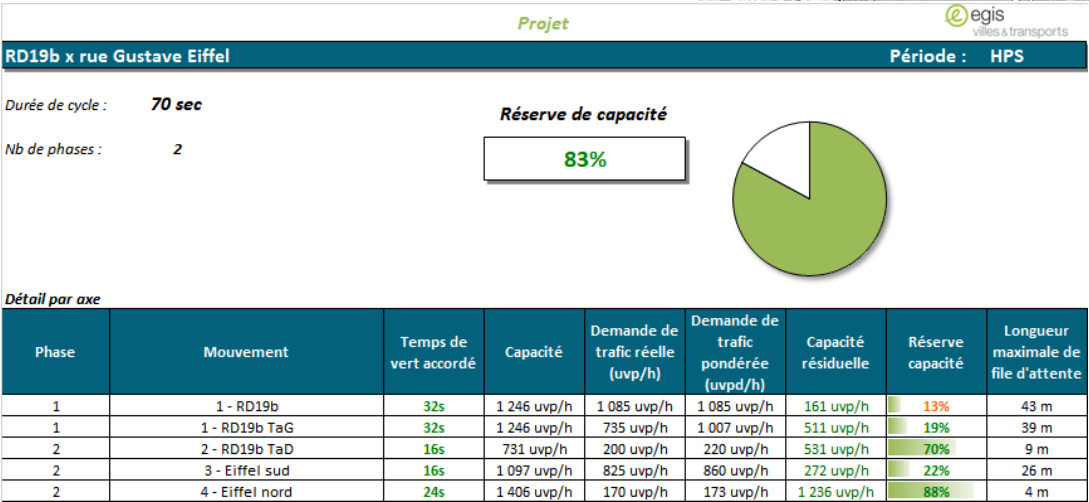 Projet
egis
villes & transports
RD19b x rue Gustave Eiffel Période : HPS
Durée de cycle : 70 sec
Réserve de capacité
Nb de phases : 2
83%
Détail par axe
Phase Mouvement Temps de vert accordé Capacité Demande de trafic réelle (uvp/h) Demande de trafic pondérée (uvpd/h) Capacité résiduelle Réserve capacité Longueur maximale de file d'attente
1 1 - RD19b 32s 1 246 uvp/h 1 085 uvp/h 1 085 uvp/h 161 uvp/h 13% 43 m
1 1 - RD19b TaG 32s 1 246 uvp/h 735 uvp/h 1 007 uvp/h 511 uvp/h 19% 39 m
2 2 - RD19b TaD 16s 731 uvp/h 200 uvp/h 220 uvp/h 531 uvp/h 70% 9 m
2 3 - Eiffel sud 16s 1 097 uvp/h 825 uvp/h 860 uvp/h 272 uvp/h 22% 26 m
2 4 - Eiffel nord 24s 1 406 uvp/h 170 uvp/h 173 uvp/h 1 236 uvp/h 88% 4 m